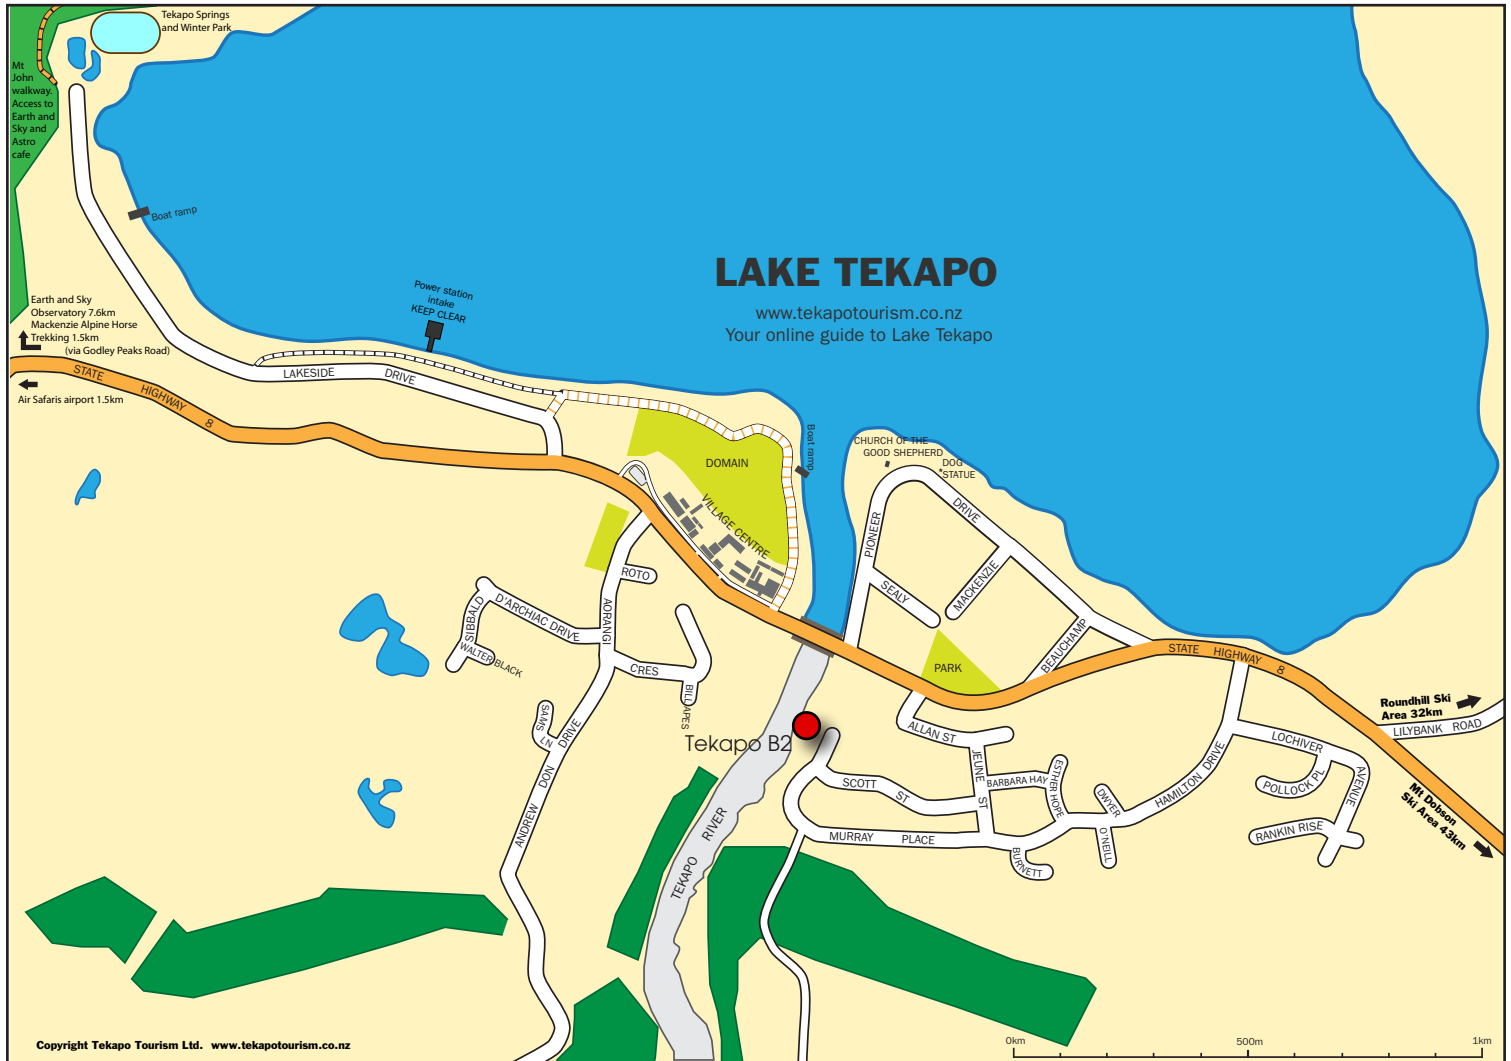 Tekapo Springs
and Winter Park
Mt
John
walkway.
Access to
Earth and
Sky and
Astro
cafe
Boat ramp
Power station
intake
KEEP CLEAR
LAKE TEKAPO
www.tekapotourism.co.nz
Your online guide to Lake Tekapo
Earth and Sky
Observatory 7.6km
Mackenzie Alpine Horse
Trekking 1.5km
(via Godley Peaks Road)
Air Safaris airport 1.5km
STATE HIGHWAY 8
LAKESIDE DRIVE
DOMAIN
VILLAGE CENTRE
Boat ramp
CHURCH OF THE
GOOD SHEPHERD
DOG
*STATUE
PIONEER DRIVE
SEALY
MACKENZIE
BEAUCHAMP
PARK
STATE HIGHWAY 8
ROTO
AORANGI
CRES
D'ARCHIAC DRIVE
SIBBALD
WALTER BLACK
BILL APES
SAMS LN
ANDREW DON DRIVE
Tekapo B2
TEKAPO RIVER
ALLAN ST
JEUNE ST
SCOTT ST
BARBARA HAY
ESTHER HOPE
MURRAY PLACE
BURNETT
DWYER
O'NEILL
HAMILTON DRIVE
LOCHIVER
AVENUE
POLLOCK PL
RANKIN RISE
Roundhill Ski
Area 32km
LILYBANK ROAD
Mt Dobson
Ski Area 43km
Copyright Tekapo Tourism Ltd. www.tekapotourism.co.nz
0km 500m 1km